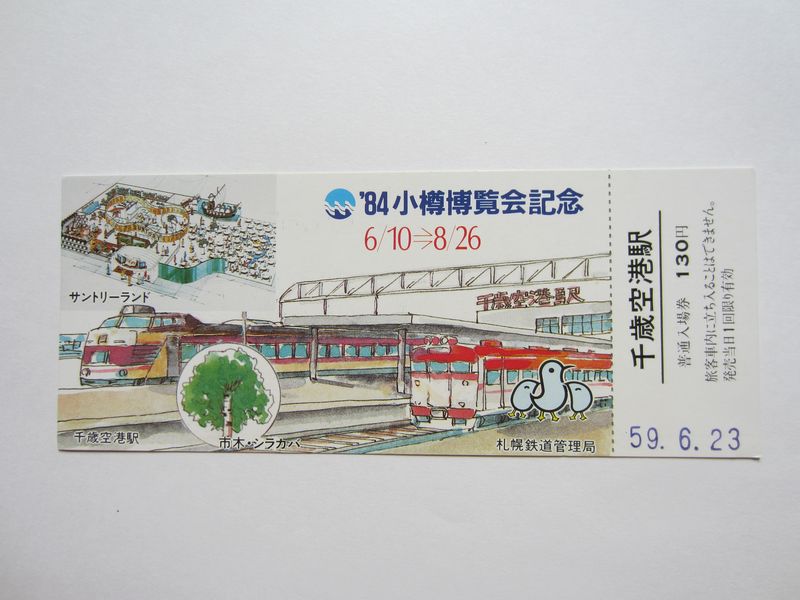 '84小樽博覧会記念
6/10⇒8/26
サントリーランド
千歳空港駅
千歳空港駅
市木・シラカバ
札幌鉄道管理局
千歳空港駅
普通入場券 130円
旅客車内に立ち入ることはできません。
発売当日1回限り有効
59. 6. 23